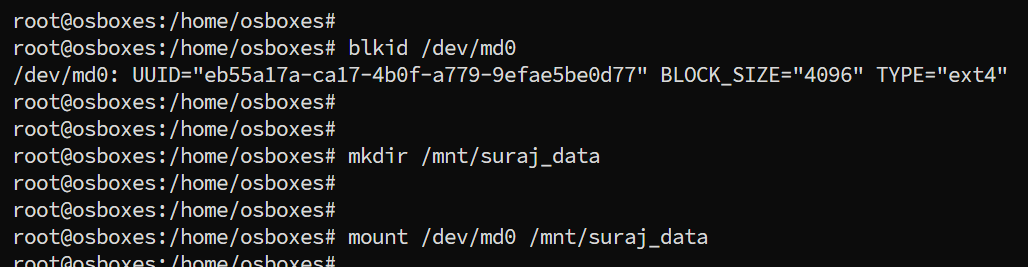 root@osboxes:/home/osboxes#
root@osboxes:/home/osboxes# blkid /dev/md0
/dev/md0: UUID="eb55a17a-ca17-4b0f-a779-9efae5be0d77" BLOCK_SIZE="4096" TYPE="ext4"
root@osboxes:/home/osboxes#
root@osboxes:/home/osboxes#
root@osboxes:/home/osboxes# mkdir /mnt/suraj_data
root@osboxes:/home/osboxes#
root@osboxes:/home/osboxes#
root@osboxes:/home/osboxes# mount /dev/md0 /mnt/suraj_data
root@osboxes:/home/osboxes#